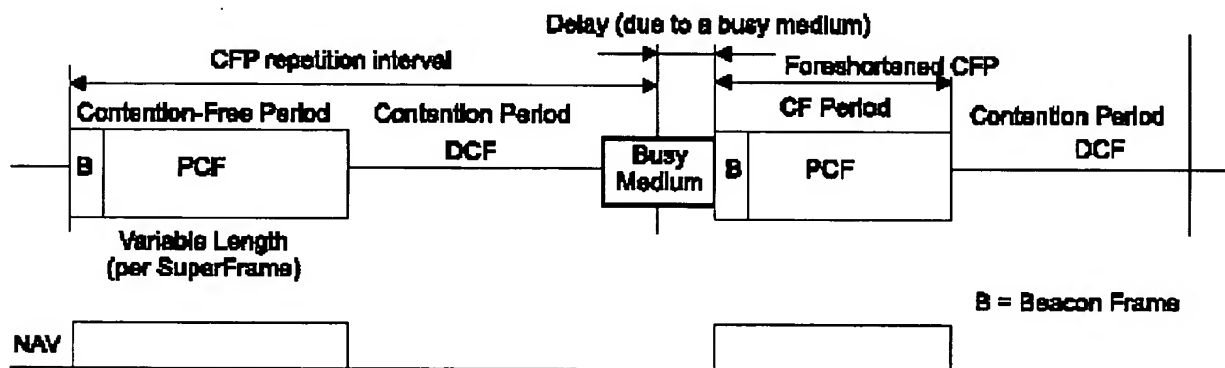 Delay (due to a busy medium)
CFP repetition interval
Foreshortened CFP
Contention-Free Period
Contention Period
CF Period
Contention Period
B
PCF
DCF
Busy
Medium
B
PCF
DCF
Variable Length
(per SuperFrame)
B = Beacon Frame
NAV